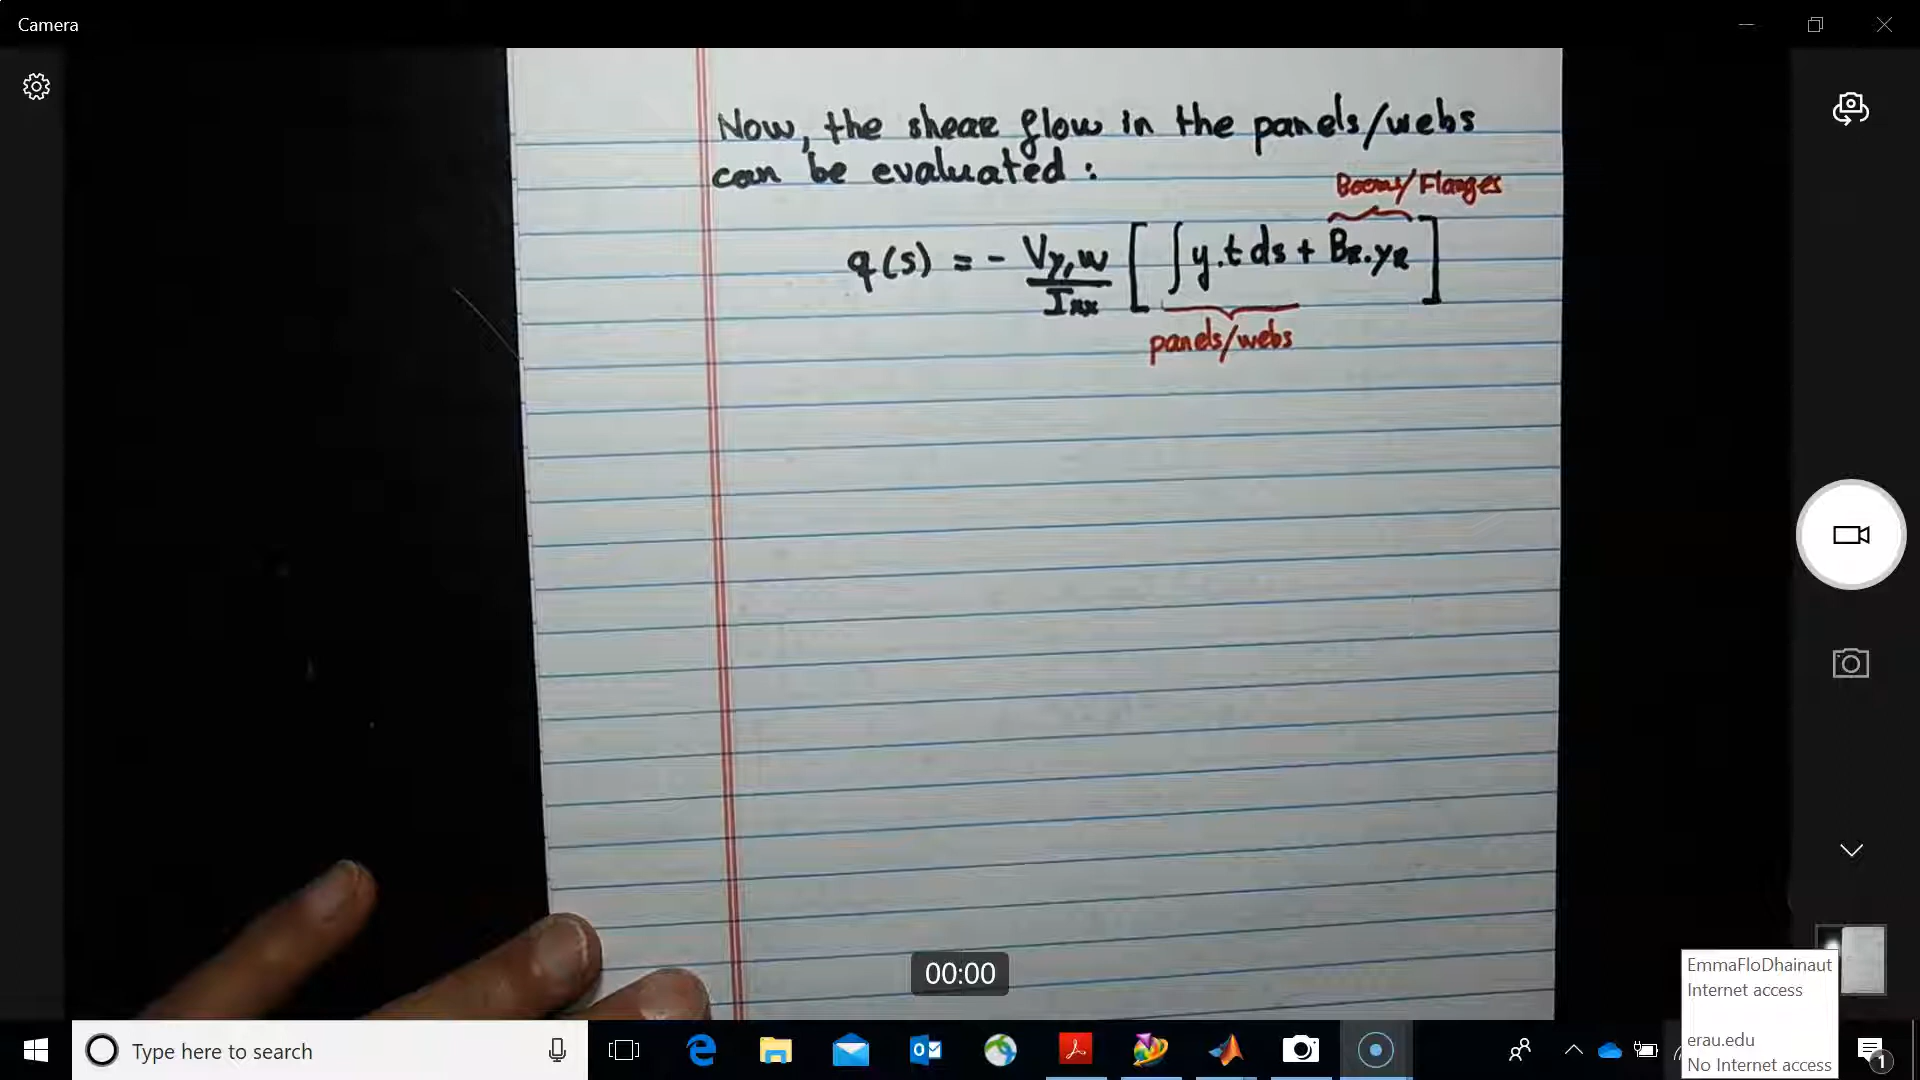 Camera
Now, the shear flow in the panels/webs
can be evaluated :
Booms/Flanges
q(s) = - Vy,w / Ixx [ ∫ y.t ds + BR.yR ]
panels/webs
00:00
EmmaFloDhainaut
Internet access
erau.edu
No Internet access
Type here to search
1